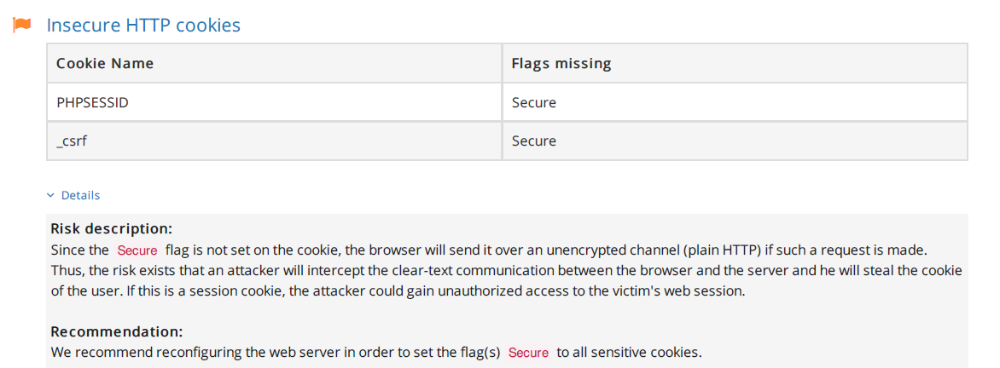 Insecure HTTP cookies
Cookie Name Flags missing
PHPSESSID Secure
_csrf Secure
Details
Risk description:
Since the Secure flag is not set on the cookie, the browser will send it over an unencrypted channel (plain HTTP) if such a request is made.
Thus, the risk exists that an attacker will intercept the clear-text communication between the browser and the server and he will steal the cookie
of the user. If this is a session cookie, the attacker could gain unauthorized access to the victim's web session.
Recommendation:
We recommend reconfiguring the web server in order to set the flag(s) Secure to all sensitive cookies.